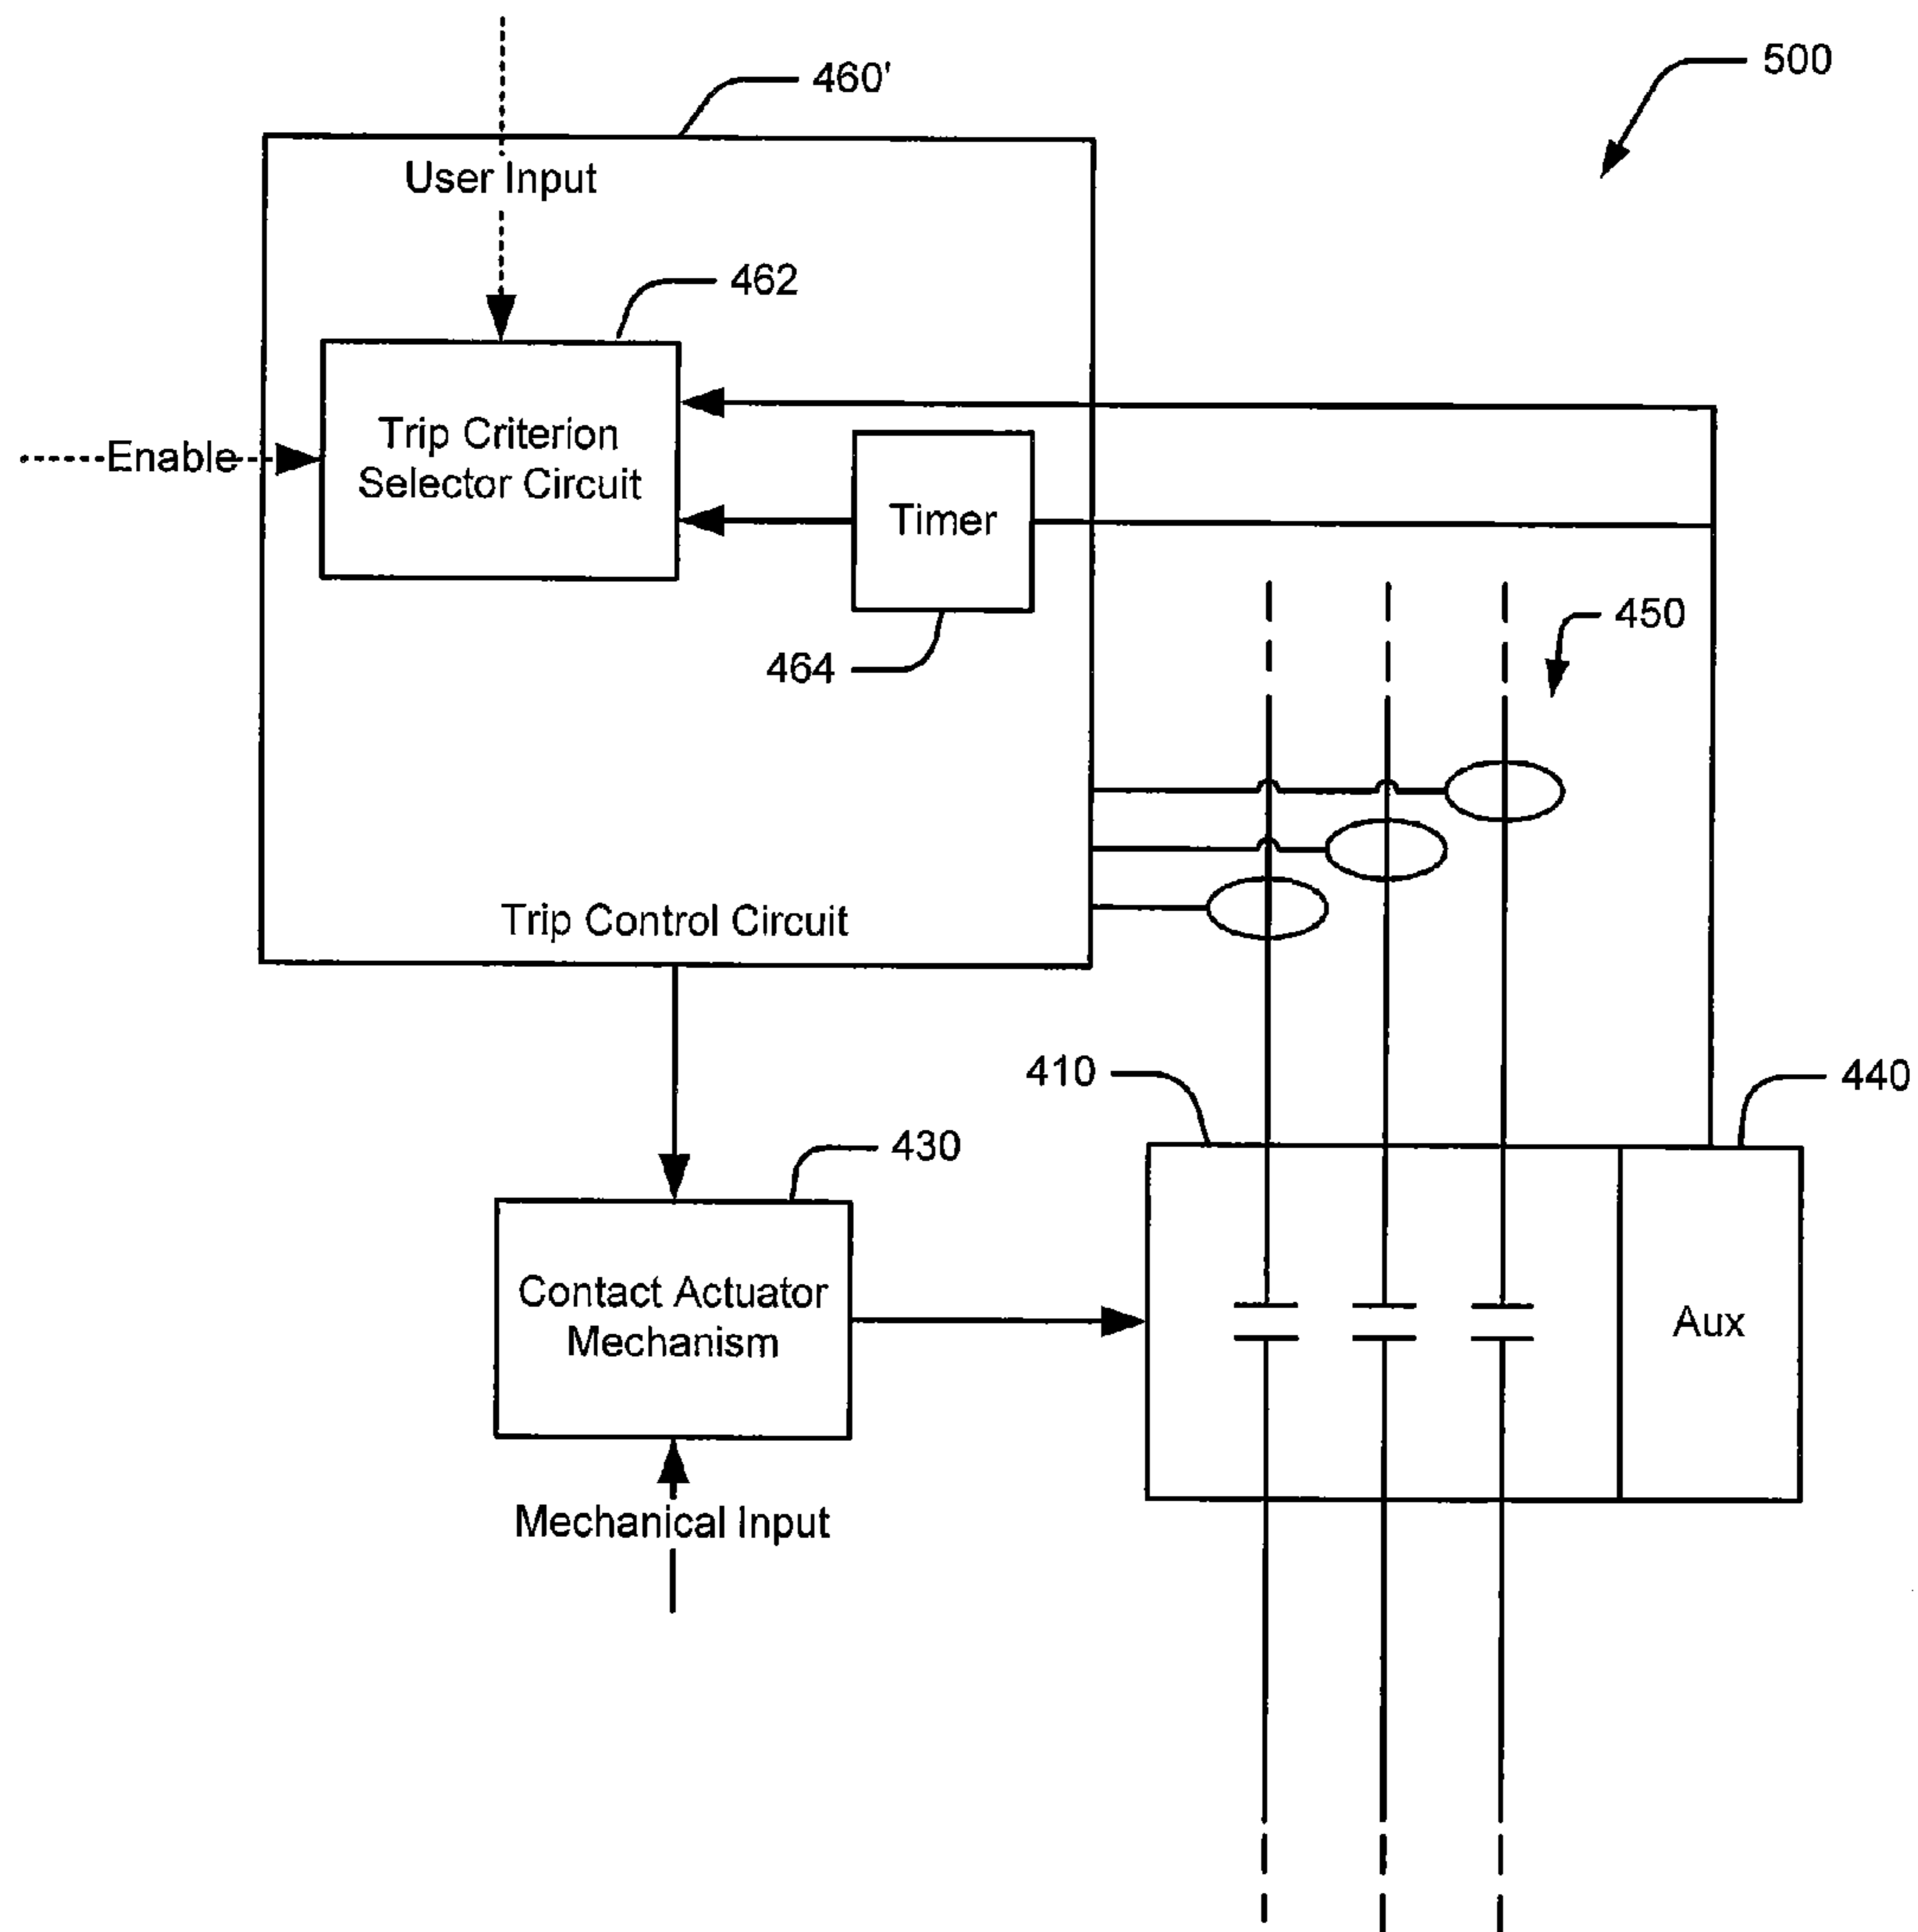 500
460'
User Input
462
Trip Criterion
Selector Circuit
Enable
Timer
450
464
Trip Control Circuit
410
440
430
Contact Actuator
Mechanism
Aux
Mechanical Input